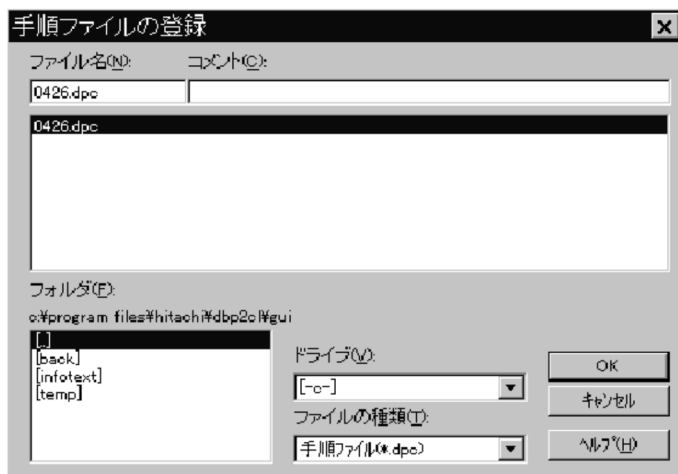 手順ファイルの登録
ファイル名(N):
コメント(C):
0426.dpc
0426.dpc
フォルダ(F):
c:¥program files¥hitachi¥dbp2cl¥gui
[.]
[back]
[infotext]
[temp]
ドライブ(V):
[-c-]
ファイルの種類(T):
手順ファイル(*.dpc)
OK
キャンセル
ヘルプ(H)